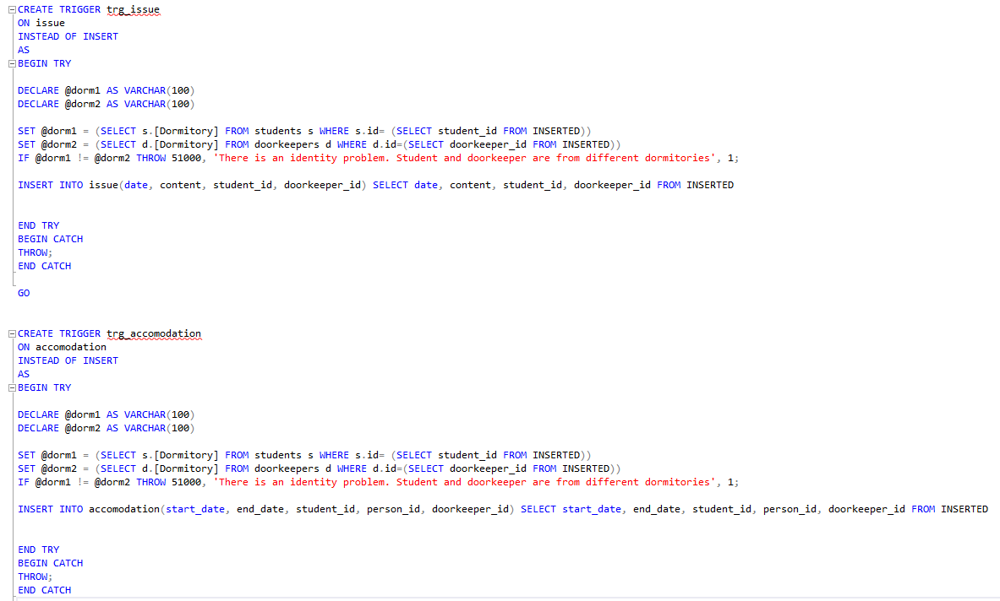 CREATE TRIGGER trg_issue
ON issue
INSTEAD OF INSERT
AS
BEGIN TRY
DECLARE @dorm1 AS VARCHAR(100)
DECLARE @dorm2 AS VARCHAR(100)
SET @dorm1 = (SELECT s.[Dormitory] FROM students s WHERE s.id= (SELECT student_id FROM INSERTED))
SET @dorm2 = (SELECT d.[Dormitory] FROM doorkeepers d WHERE d.id=(SELECT doorkeeper_id FROM INSERTED))
IF @dorm1 != @dorm2 THROW 51000, 'There is an identity problem. Student and doorkeeper are from different dormitories', 1;
INSERT INTO issue(date, content, student_id, doorkeeper_id) SELECT date, content, student_id, doorkeeper_id FROM INSERTED
END TRY
BEGIN CATCH
THROW;
END CATCH
GO
CREATE TRIGGER trg_accomodation
ON accomodation
INSTEAD OF INSERT
AS
BEGIN TRY
DECLARE @dorm1 AS VARCHAR(100)
DECLARE @dorm2 AS VARCHAR(100)
SET @dorm1 = (SELECT s.[Dormitory] FROM students s WHERE s.id= (SELECT student_id FROM INSERTED))
SET @dorm2 = (SELECT d.[Dormitory] FROM doorkeepers d WHERE d.id=(SELECT doorkeeper_id FROM INSERTED))
IF @dorm1 != @dorm2 THROW 51000, 'There is an identity problem. Student and doorkeeper are from different dormitories', 1;
INSERT INTO accomodation(start_date, end_date, student_id, person_id, doorkeeper_id) SELECT start_date, end_date, student_id, person_id, doorkeeper_id FROM INSERTED
END TRY
BEGIN CATCH
THROW;
END CATCH